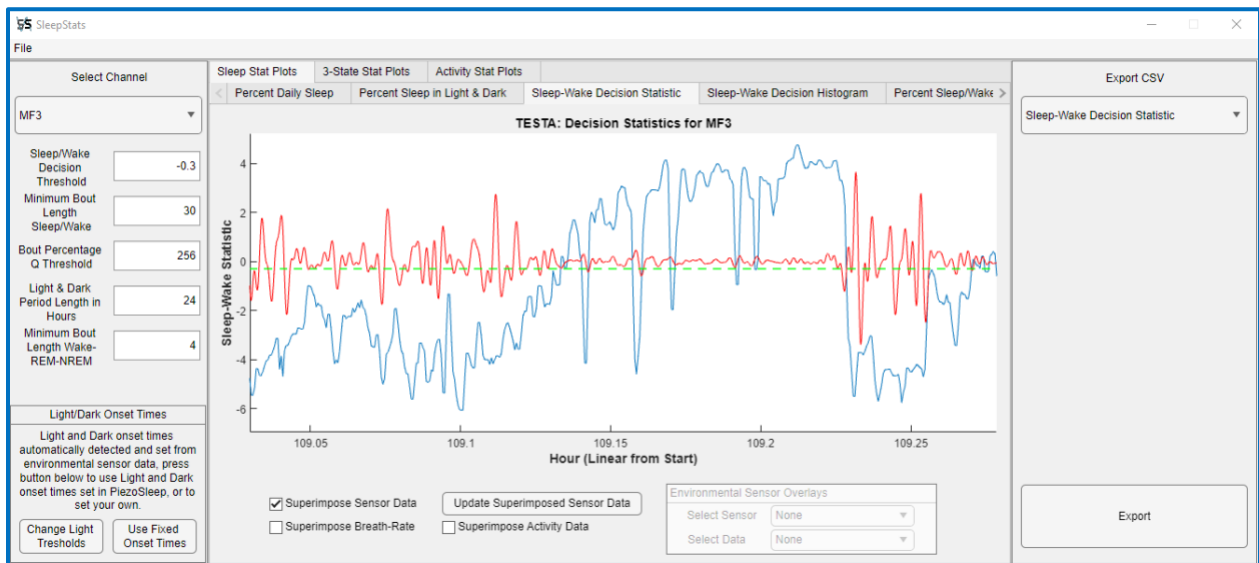 SleepStats
File
Select Channel
MF3
Sleep/Wake
Decision
Threshold
-0.3
Minimum Bout
Length
Sleep/Wake
30
Bout Percentage
Q Threshold
256
Light & Dark
Period Length in
Hours
24
Minimum Bout
Length Wake-
REM-NREM
4
Light/Dark Onset Times
Light and Dark onset times
automatically detected and set from
environmental sensor data, press
button below to use Light and Dark
onset times set in PiezoSleep, or to
set your own.
Change Light
Tresholds
Use Fixed
Onset Times
Sleep Stat Plots
3-State Stat Plots
Activity Stat Plots
Percent Daily Sleep
Percent Sleep in Light & Dark
Sleep-Wake Decision Statistic
Sleep-Wake Decision Histogram
Percent Sleep/Wake
TESTA: Decision Statistics for MF3
Sleep-Wake Statistic
4
2
0
-2
-4
-6
109.05
109.1
109.15
109.2
109.25
Hour (Linear from Start)
Superimpose Sensor Data
Update Superimposed Sensor Data
Superimpose Breath-Rate
Superimpose Activity Data
Environmental Sensor Overlays
Select Sensor
None
Select Data
None
Export CSV
Sleep-Wake Decision Statistic
Export